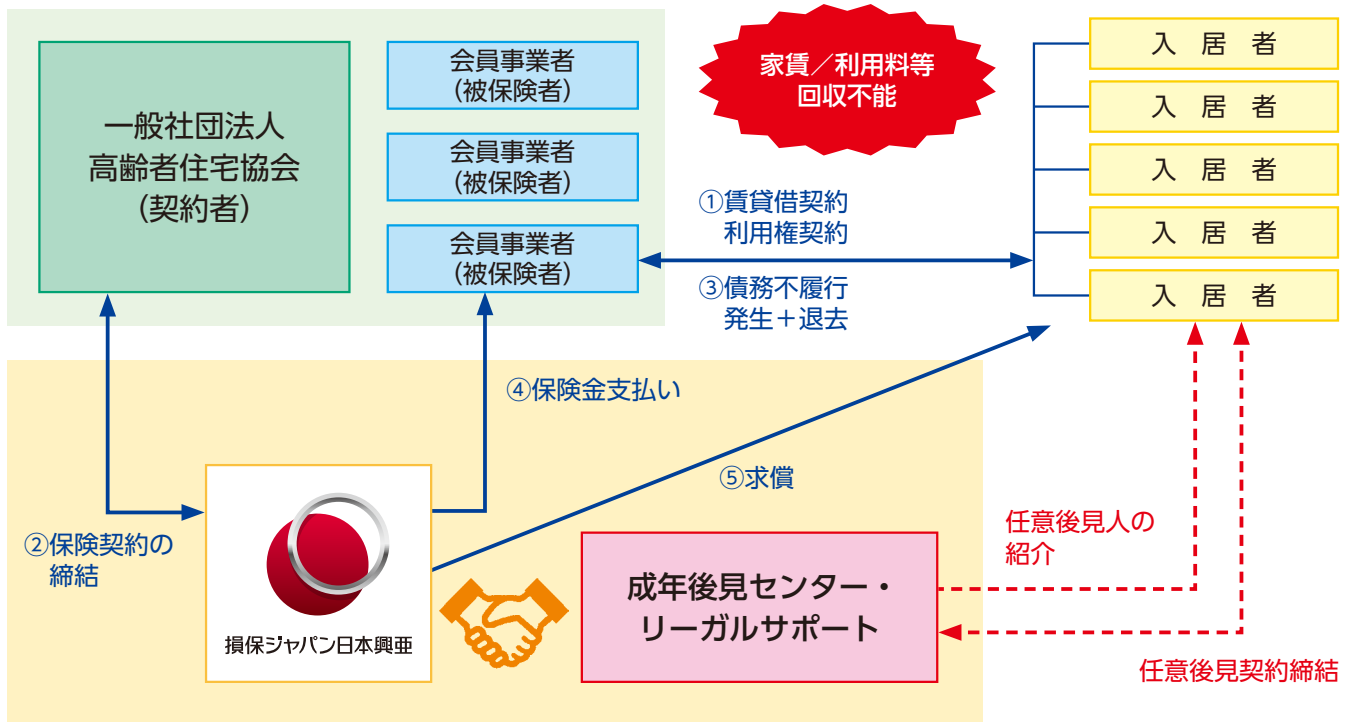 一般社団法人
高齢者住宅協会
（契約者）
会員事業者
（被保険者）
会員事業者
（被保険者）
会員事業者
（被保険者）
家賃／利用料等
回収不能
入　居　者
入　居　者
入　居　者
入　居　者
入　居　者
①賃貸借契約
利用権契約
③債務不履行
発生＋退去
④保険金支払い
⑤求償
②保険契約の
締結
損保ジャパン日本興亜
成年後見センター・
リーガルサポート
任意後見人の
紹介
任意後見契約締結